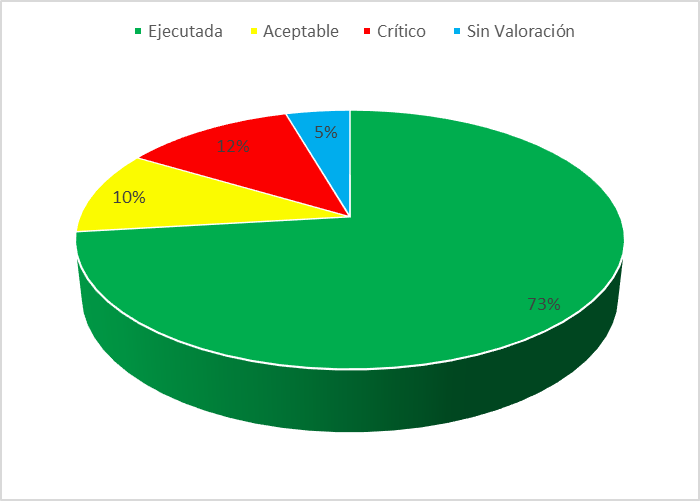 Ejecutada Aceptable Crítico Sin Valoración
5%
12%
10%
73%